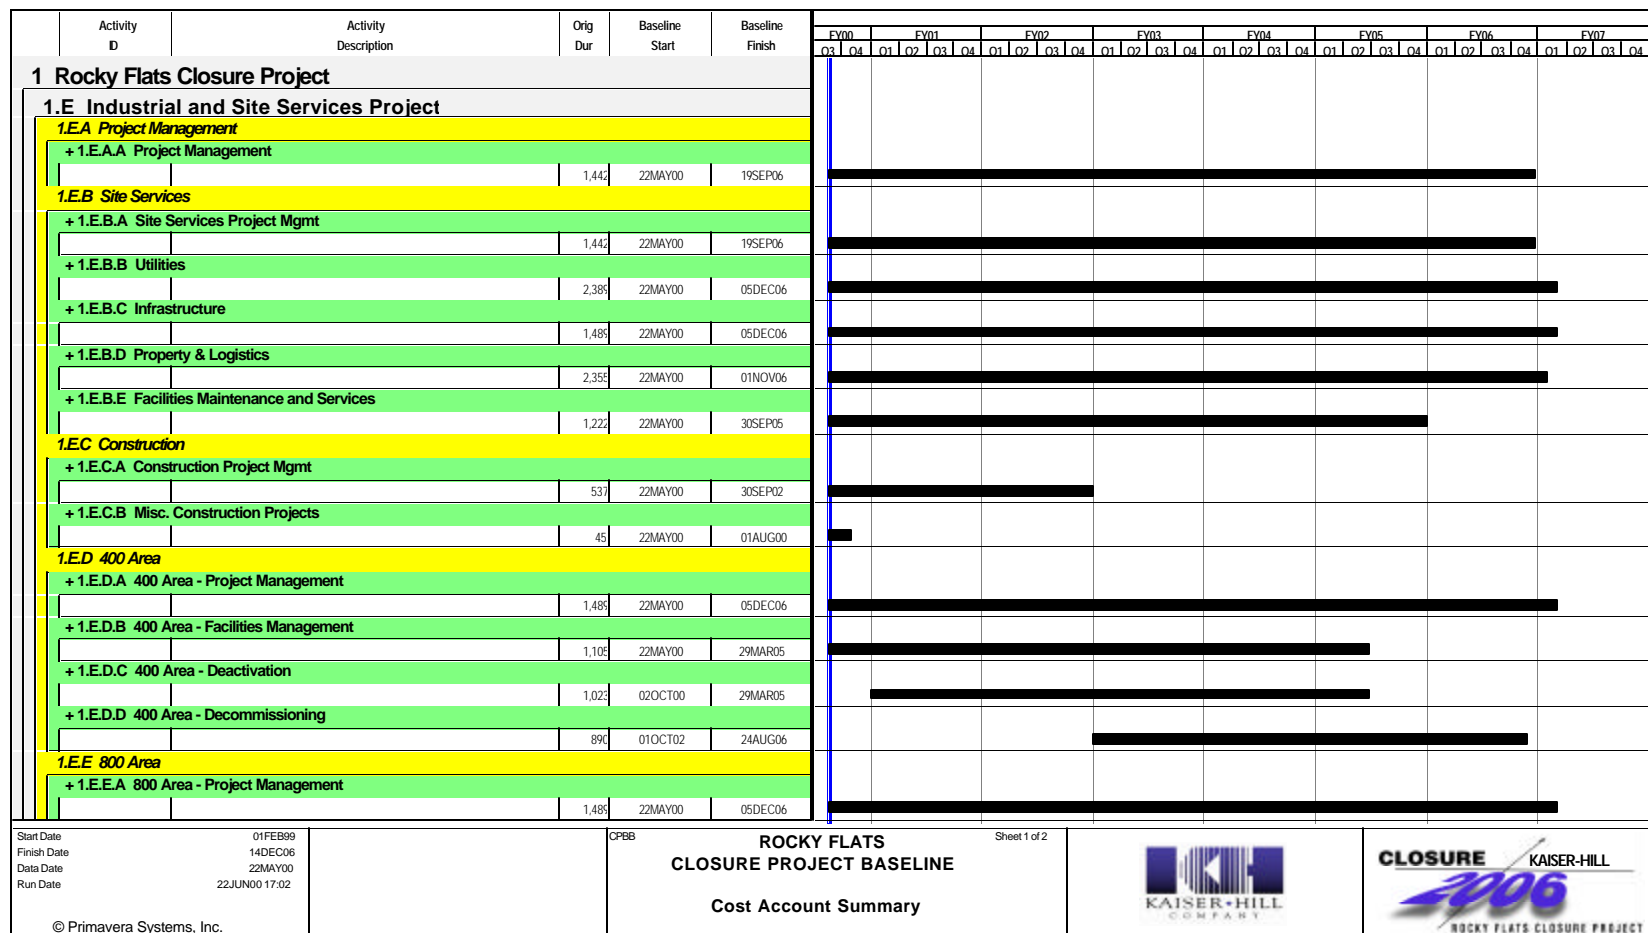 Activity Activity Orig Baseline Baseline
ID Description Dur Start Finish
FY00 FY01 FY02 FY03 FY04 FY05 FY06 FY07
Q3 Q4 Q1 Q2 Q3 Q4 Q1 Q2 Q3 Q4 Q1 Q2 Q3 Q4 Q1 Q2 Q3 Q4 Q1 Q2 Q3 Q4 Q1 Q2 Q3 Q4 Q1 Q2 Q3 Q4
1 Rocky Flats Closure Project
1.E Industrial and Site Services Project
1.E.A Project Management
+ 1.E.A.A Project Management
1,442 22MAY00 19SEP06
1.E.B Site Services
+ 1.E.B.A Site Services Project Mgmt
1,442 22MAY00 19SEP06
+ 1.E.B.B Utilities
2,389 22MAY00 05DEC06
+ 1.E.B.C Infrastructure
1,489 22MAY00 05DEC06
+ 1.E.B.D Property & Logistics
2,355 22MAY00 01NOV06
+ 1.E.B.E Facilities Maintenance and Services
1,222 22MAY00 30SEP05
1.E.C Construction
+ 1.E.C.A Construction Project Mgmt
537 22MAY00 30SEP02
+ 1.E.C.B Misc. Construction Projects
45 22MAY00 01AUG00
1.E.D 400 Area
+ 1.E.D.A 400 Area - Project Management
1,489 22MAY00 05DEC06
+ 1.E.D.B 400 Area - Facilities Management
1,105 22MAY00 29MAR05
+ 1.E.D.C 400 Area - Deactivation
1,023 02OCT00 29MAR05
+ 1.E.D.D 400 Area - Decommissioning
890 01OCT02 24AUG06
1.E.E 800 Area
+ 1.E.E.A 800 Area - Project Management
1,489 22MAY00 05DEC06
Start Date 01FEB99
Finish Date 14DEC06
Data Date 22MAY00
Run Date 22JUN00 17:02
© Primavera Systems, Inc.
CPBB
ROCKY FLATS
Sheet 1 of 2
CLOSURE PROJECT BASELINE
Cost Account Summary
KH
KAISER•HILL
COMPANY
CLOSURE KAISER-HILL
2006
ROCKY FLATS CLOSURE PROJECT